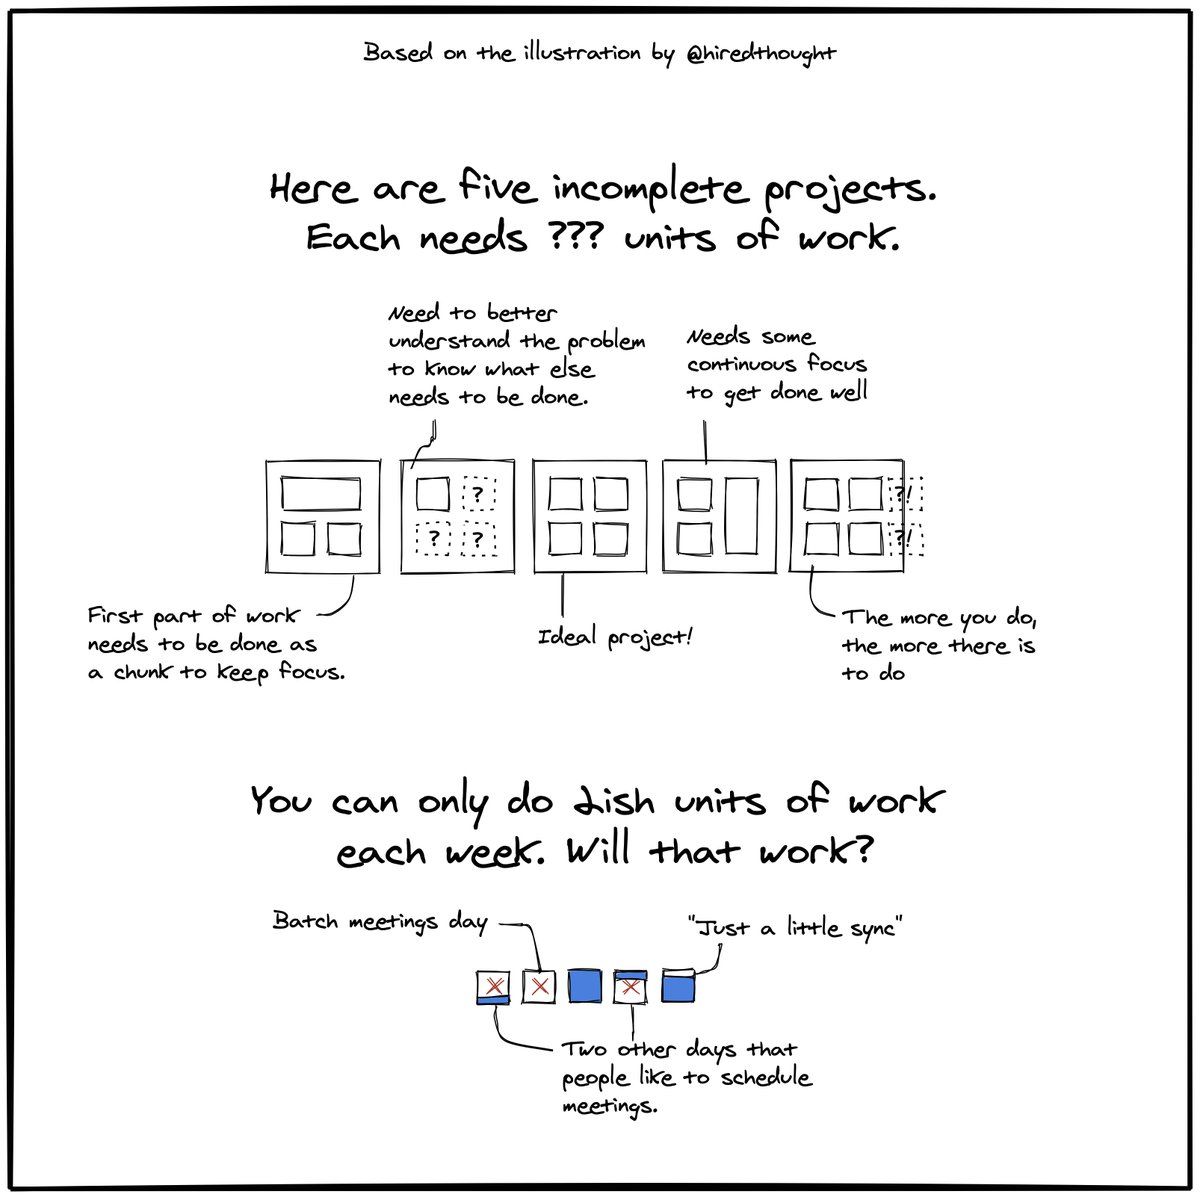 Based on the illustration by @hiredthought
Here are five incomplete projects.
Each needs ??? units of work.
Need to better
understand the problem
to know what else
needs to be done.
Needs some
continuous focus
to get done well
?
? ?
?!
?!
First part of work
needs to be done as
a chunk to keep focus.
Ideal project!
The more you do,
the more there is
to do
You can only do 2ish units of work
each week. Will that work?
Batch meetings day
"Just a little sync"
Two other days that
people like to schedule
meetings.